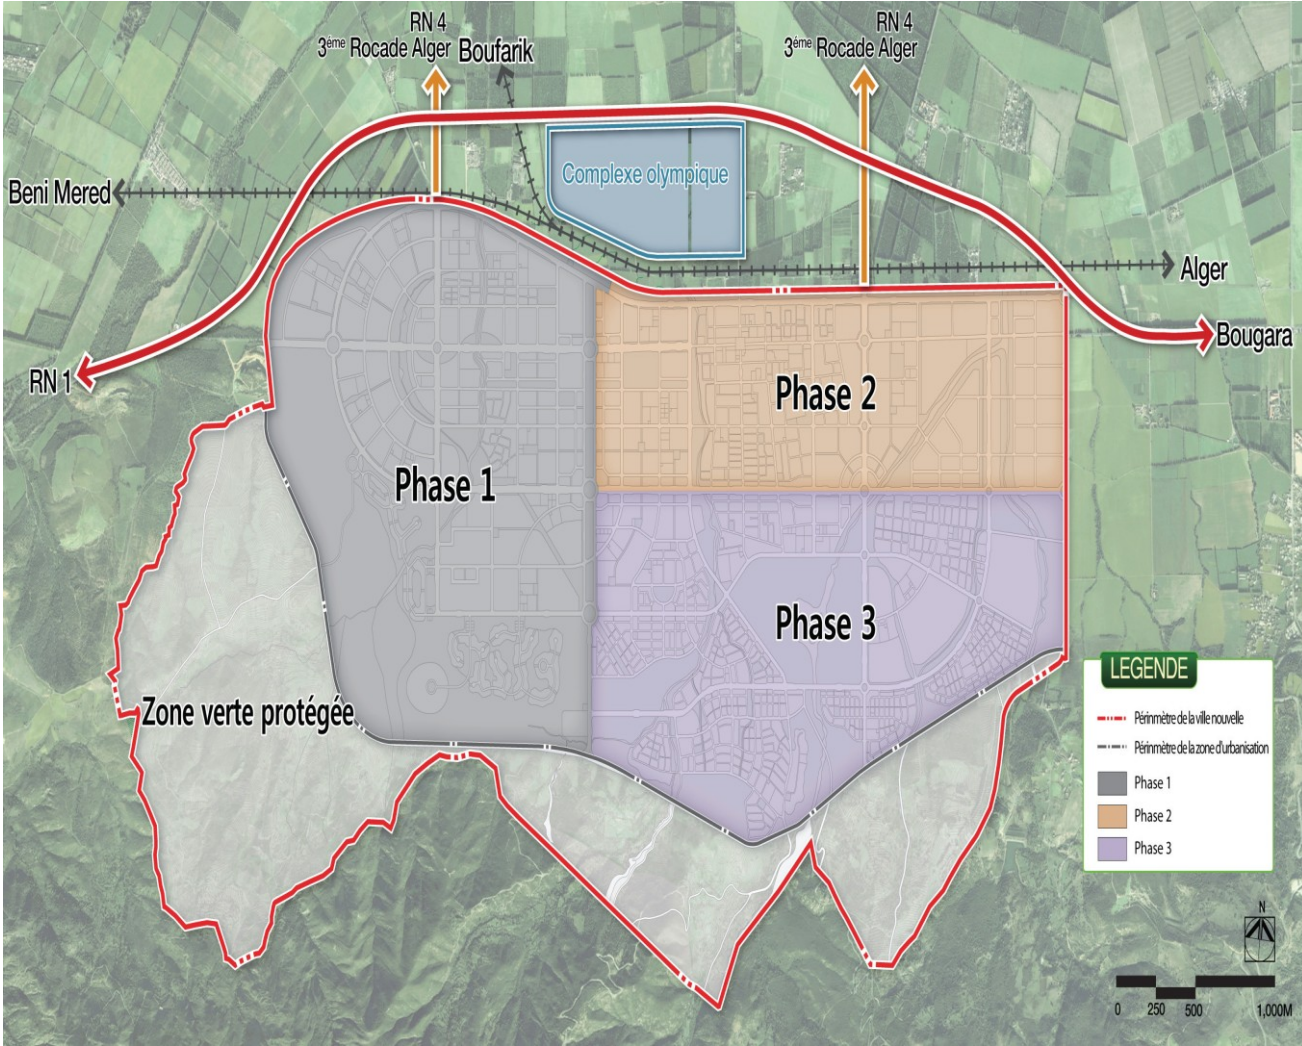 RN 4
3ème Rocade Alger
Boufarik
RN 4
3ème Rocade Alger
Complexe olympique
Beni Mered
Alger
Bougara
RN 1
Phase 2
Phase 1
Phase 3
Zone verte protégée
LEGENDE
Périnmètre de la ville nouvelle
Périnmètre de la zone d'urbanisation
Phase 1
Phase 2
Phase 3
N
0 250 500 1,000M